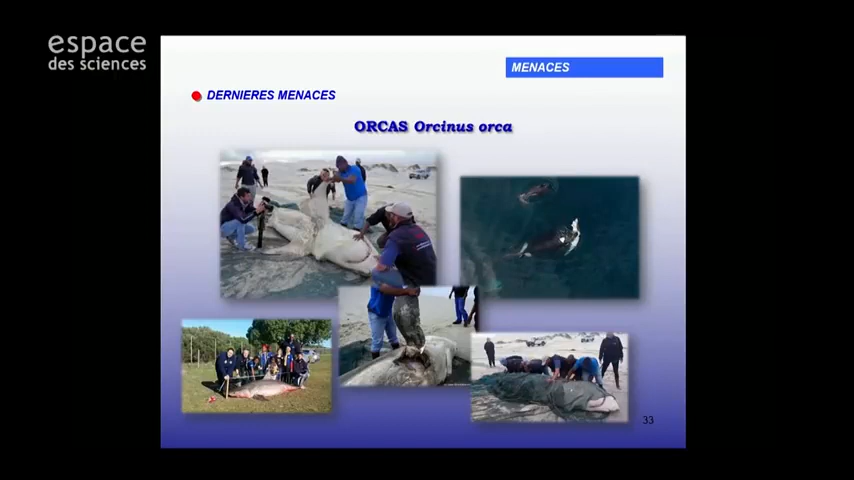 espace
des sciences
MENACES
DERNIERES MENACES
ORCAS Orcinus orca
33